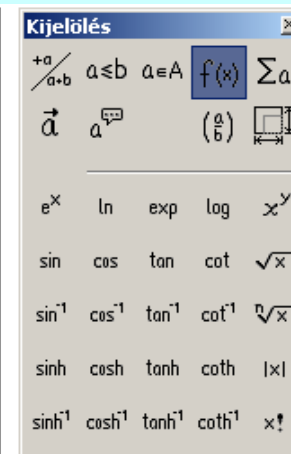 Kijelölés
+a/a+b a≤b a∈A f(x) Σa
a⃗ a (a/b)
eˣ ln exp log xʸ
sin cos tan cot √x
sin⁻¹ cos⁻¹ tan⁻¹ cot⁻¹ ⁿ√x
sinh cosh tanh coth |x|
sinh⁻¹ cosh⁻¹ tanh⁻¹ coth⁻¹ x!